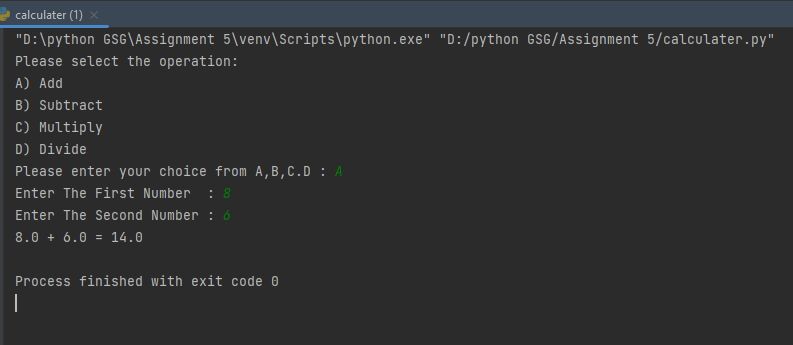 calculater (1)
"D:\python GSG\Assignment 5\venv\Scripts\python.exe" "D:/python GSG/Assignment 5/calculater.py"
Please select the operation:
A) Add
B) Subtract
C) Multiply
D) Divide
Please enter your choice from A,B,C.D : A
Enter The First Number  : 8
Enter The Second Number : 6
8.0 + 6.0 = 14.0
Process finished with exit code 0